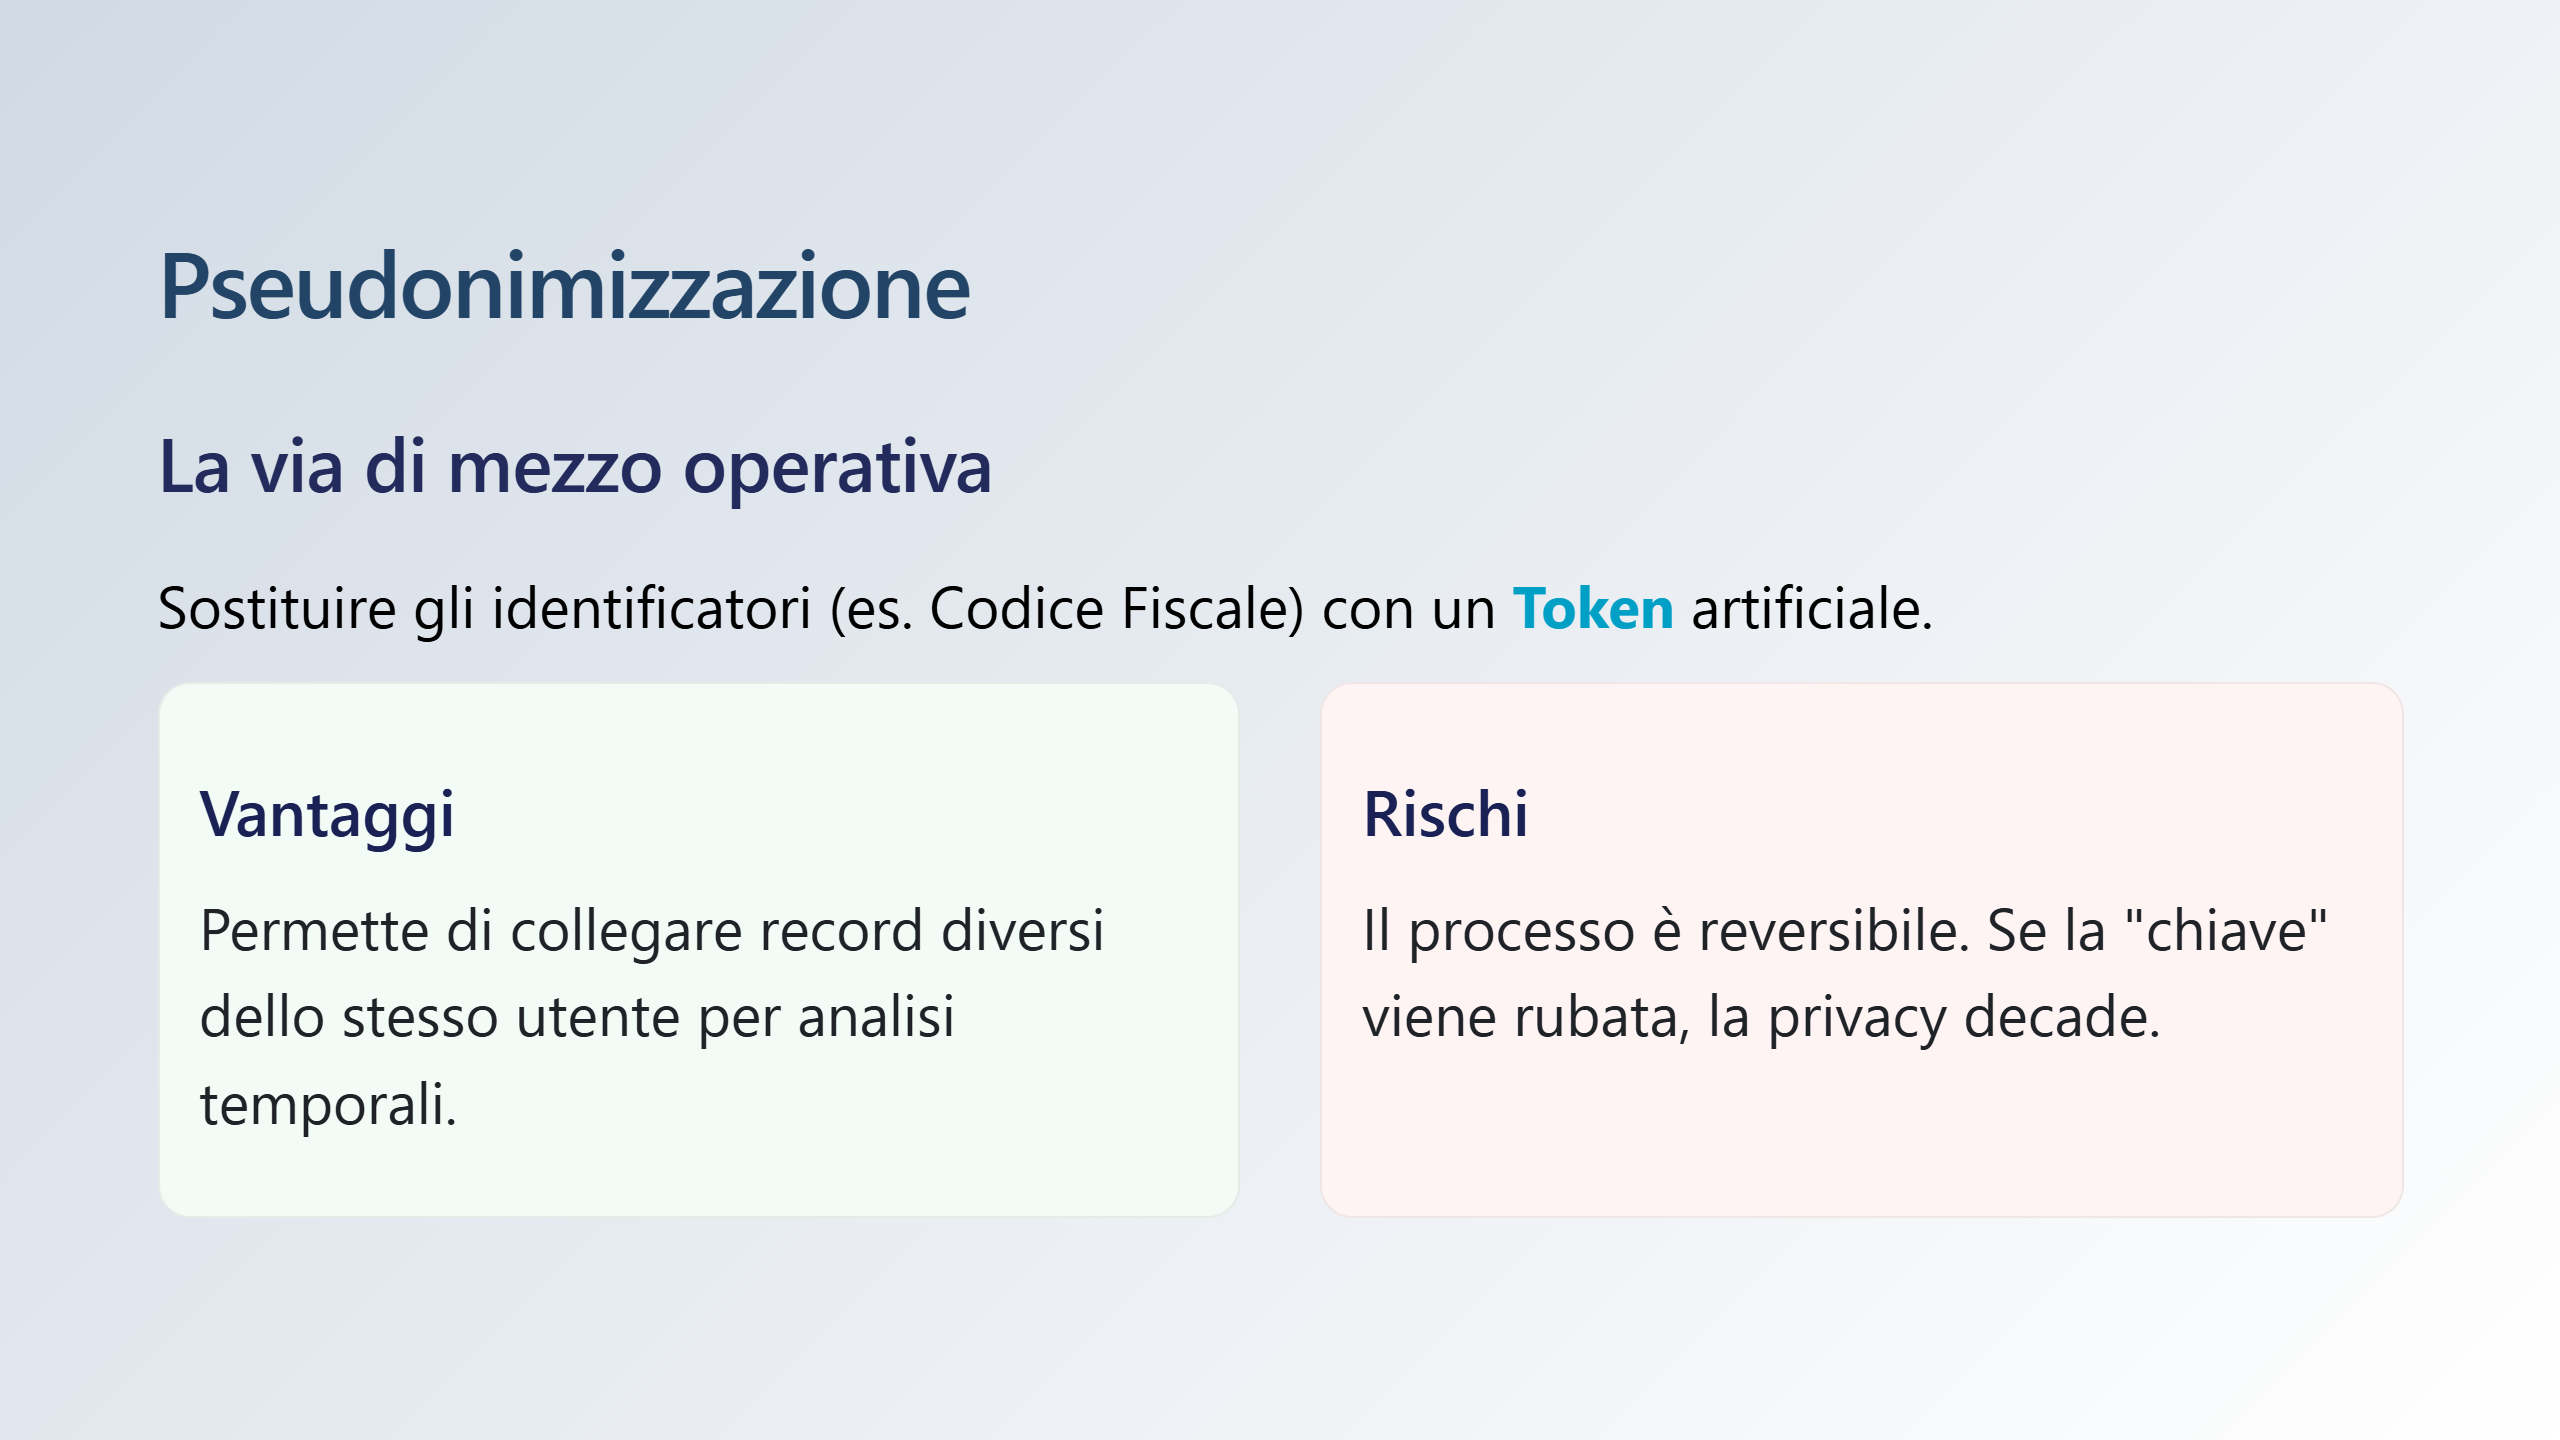 Pseudonimizzazione
La via di mezzo operativa
Sostituire gli identificatori (es. Codice Fiscale) con un Token artificiale.
Vantaggi
Permette di collegare record diversi
dello stesso utente per analisi
temporali.
Rischi
Il processo è reversibile. Se la "chiave"
viene rubata, la privacy decade.